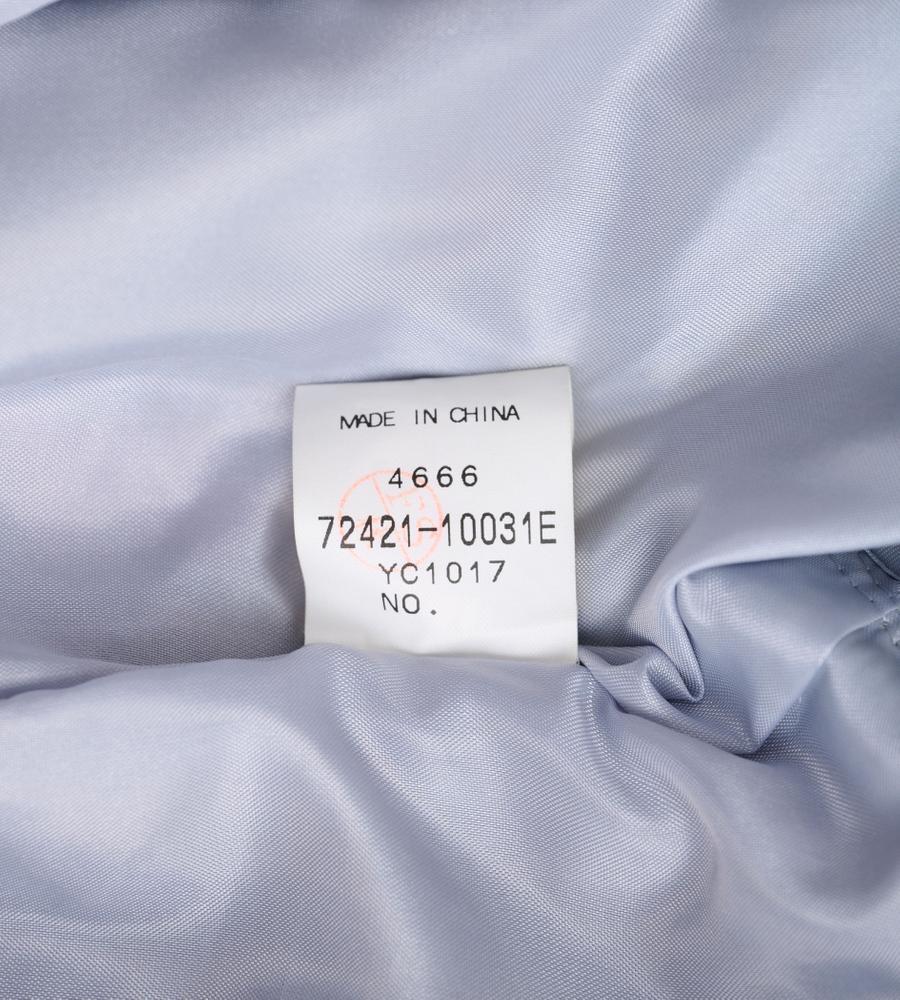 MADE IN CHINA
4666
72421-10031E
YC1017
NO.